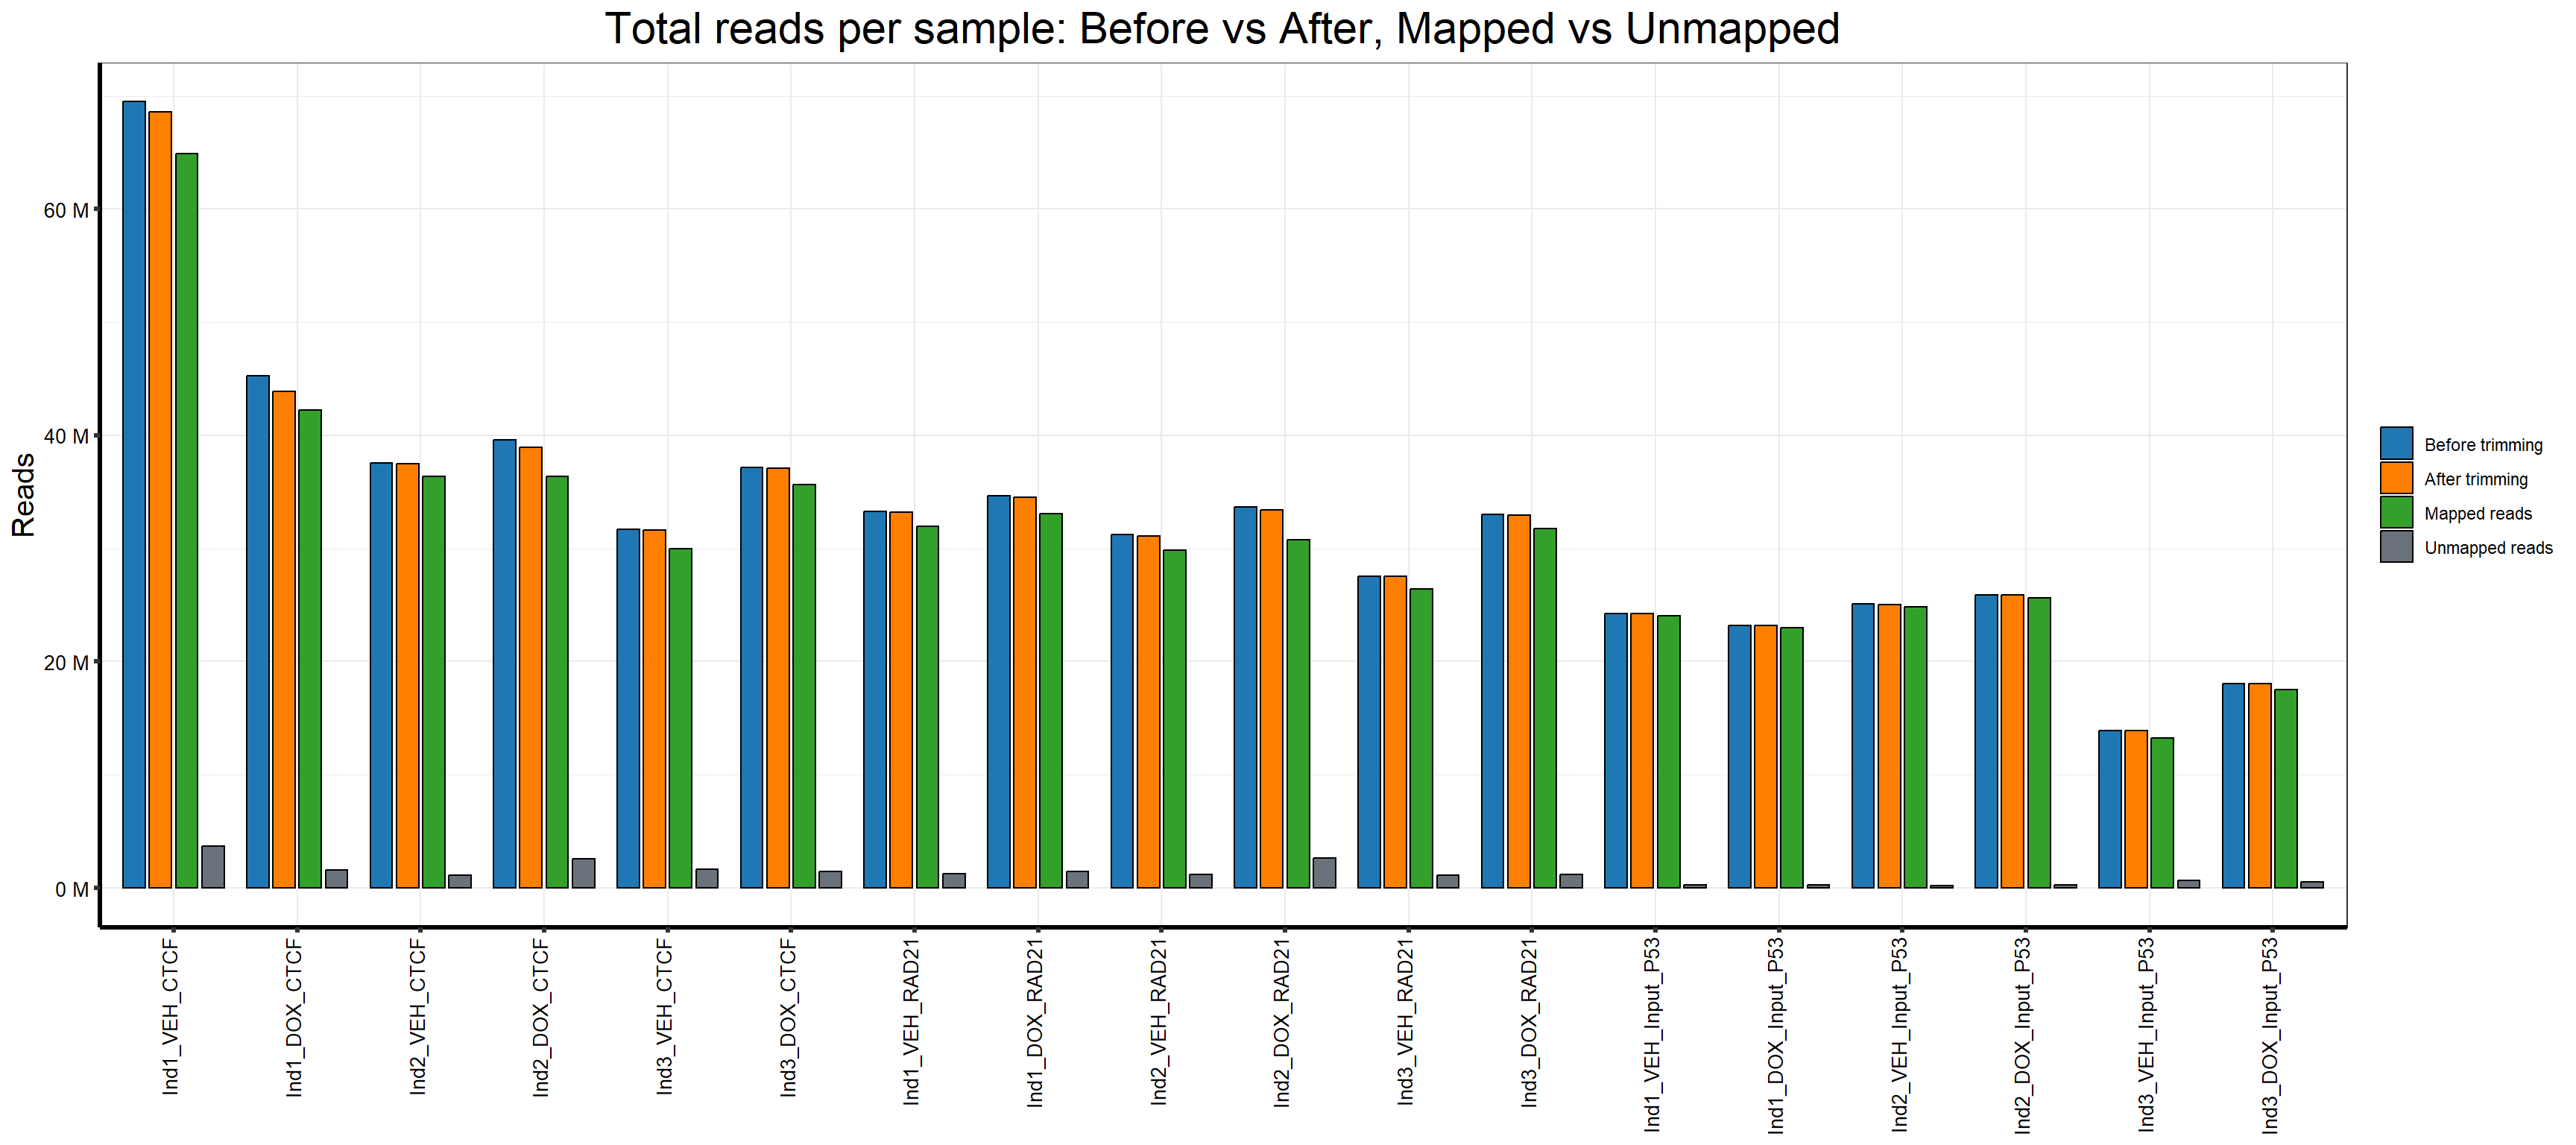 Total reads per sample: Before vs After, Mapped vs Unmapped
Reads
60 M
40 M
20 M
0 M
Ind1_VEH_CTCF
Ind1_DOX_CTCF
Ind2_VEH_CTCF
Ind2_DOX_CTCF
Ind3_VEH_CTCF
Ind3_DOX_CTCF
Ind1_VEH_RAD21
Ind1_DOX_RAD21
Ind2_VEH_RAD21
Ind2_DOX_RAD21
Ind3_VEH_RAD21
Ind3_DOX_RAD21
Ind1_VEH_Input_P53
Ind1_DOX_Input_P53
Ind2_VEH_Input_P53
Ind2_DOX_Input_P53
Ind3_VEH_Input_P53
Ind3_DOX_Input_P53
Before trimming
After trimming
Mapped reads
Unmapped reads